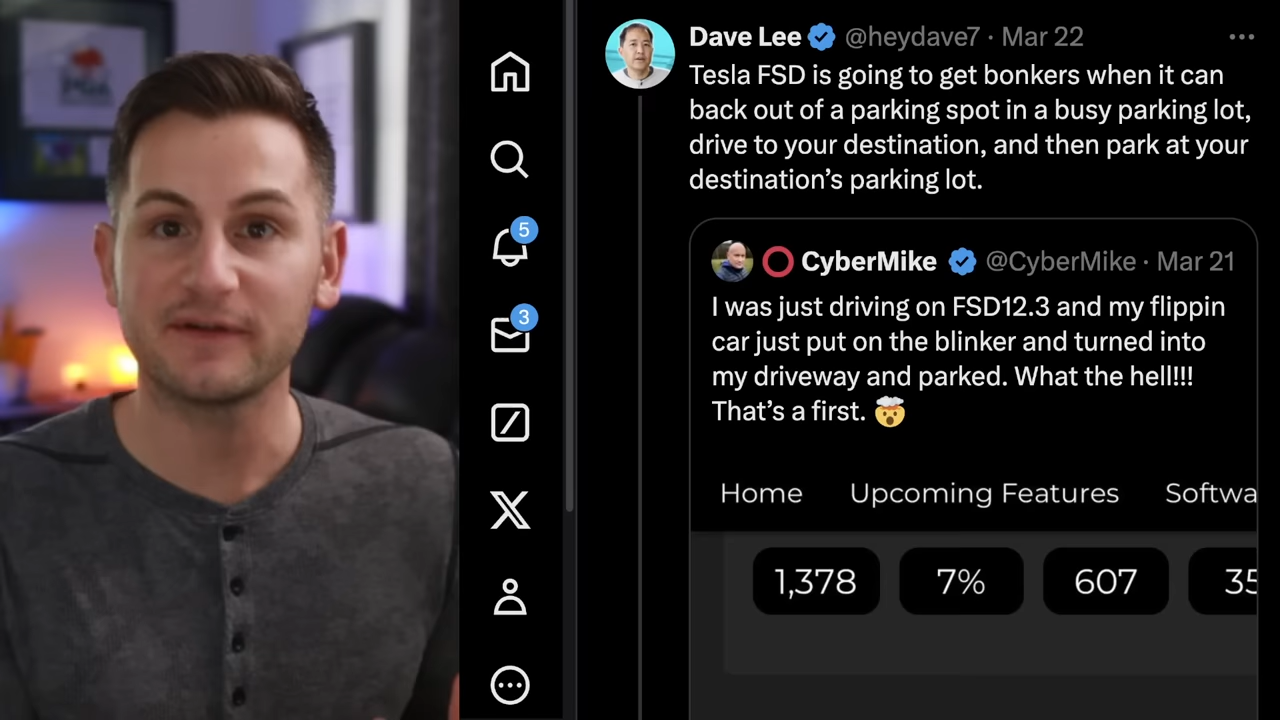 Dave Lee @heydave7 · Mar 22
Tesla FSD is going to get bonkers when it can
back out of a parking spot in a busy parking lot,
drive to your destination, and then park at your
destination’s parking lot.
5
3
⭕ CyberMike @CyberMike · Mar 21
I was just driving on FSD12.3 and my flippin
car just put on the blinker and turned into
my driveway and parked. What the hell!!!
That’s a first. 🤯
Home Upcoming Features Softwa
1,378 7% 607 35